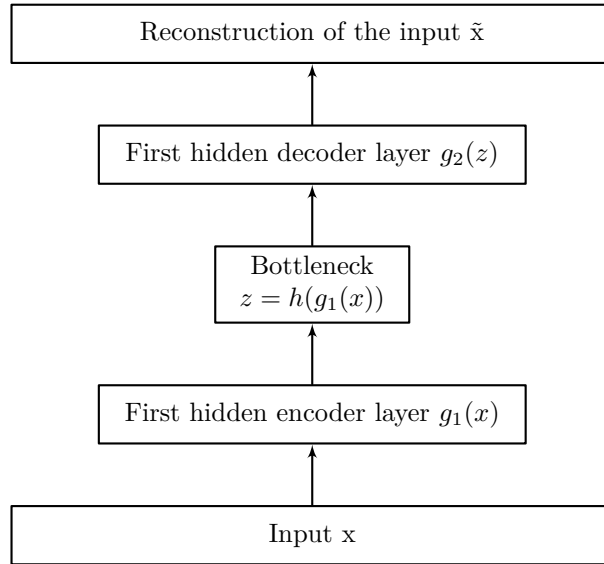 Reconstruction of the input x̃
First hidden decoder layer g₂(z)
Bottleneck
z = h(g₁(x))
First hidden encoder layer g₁(x)
Input x